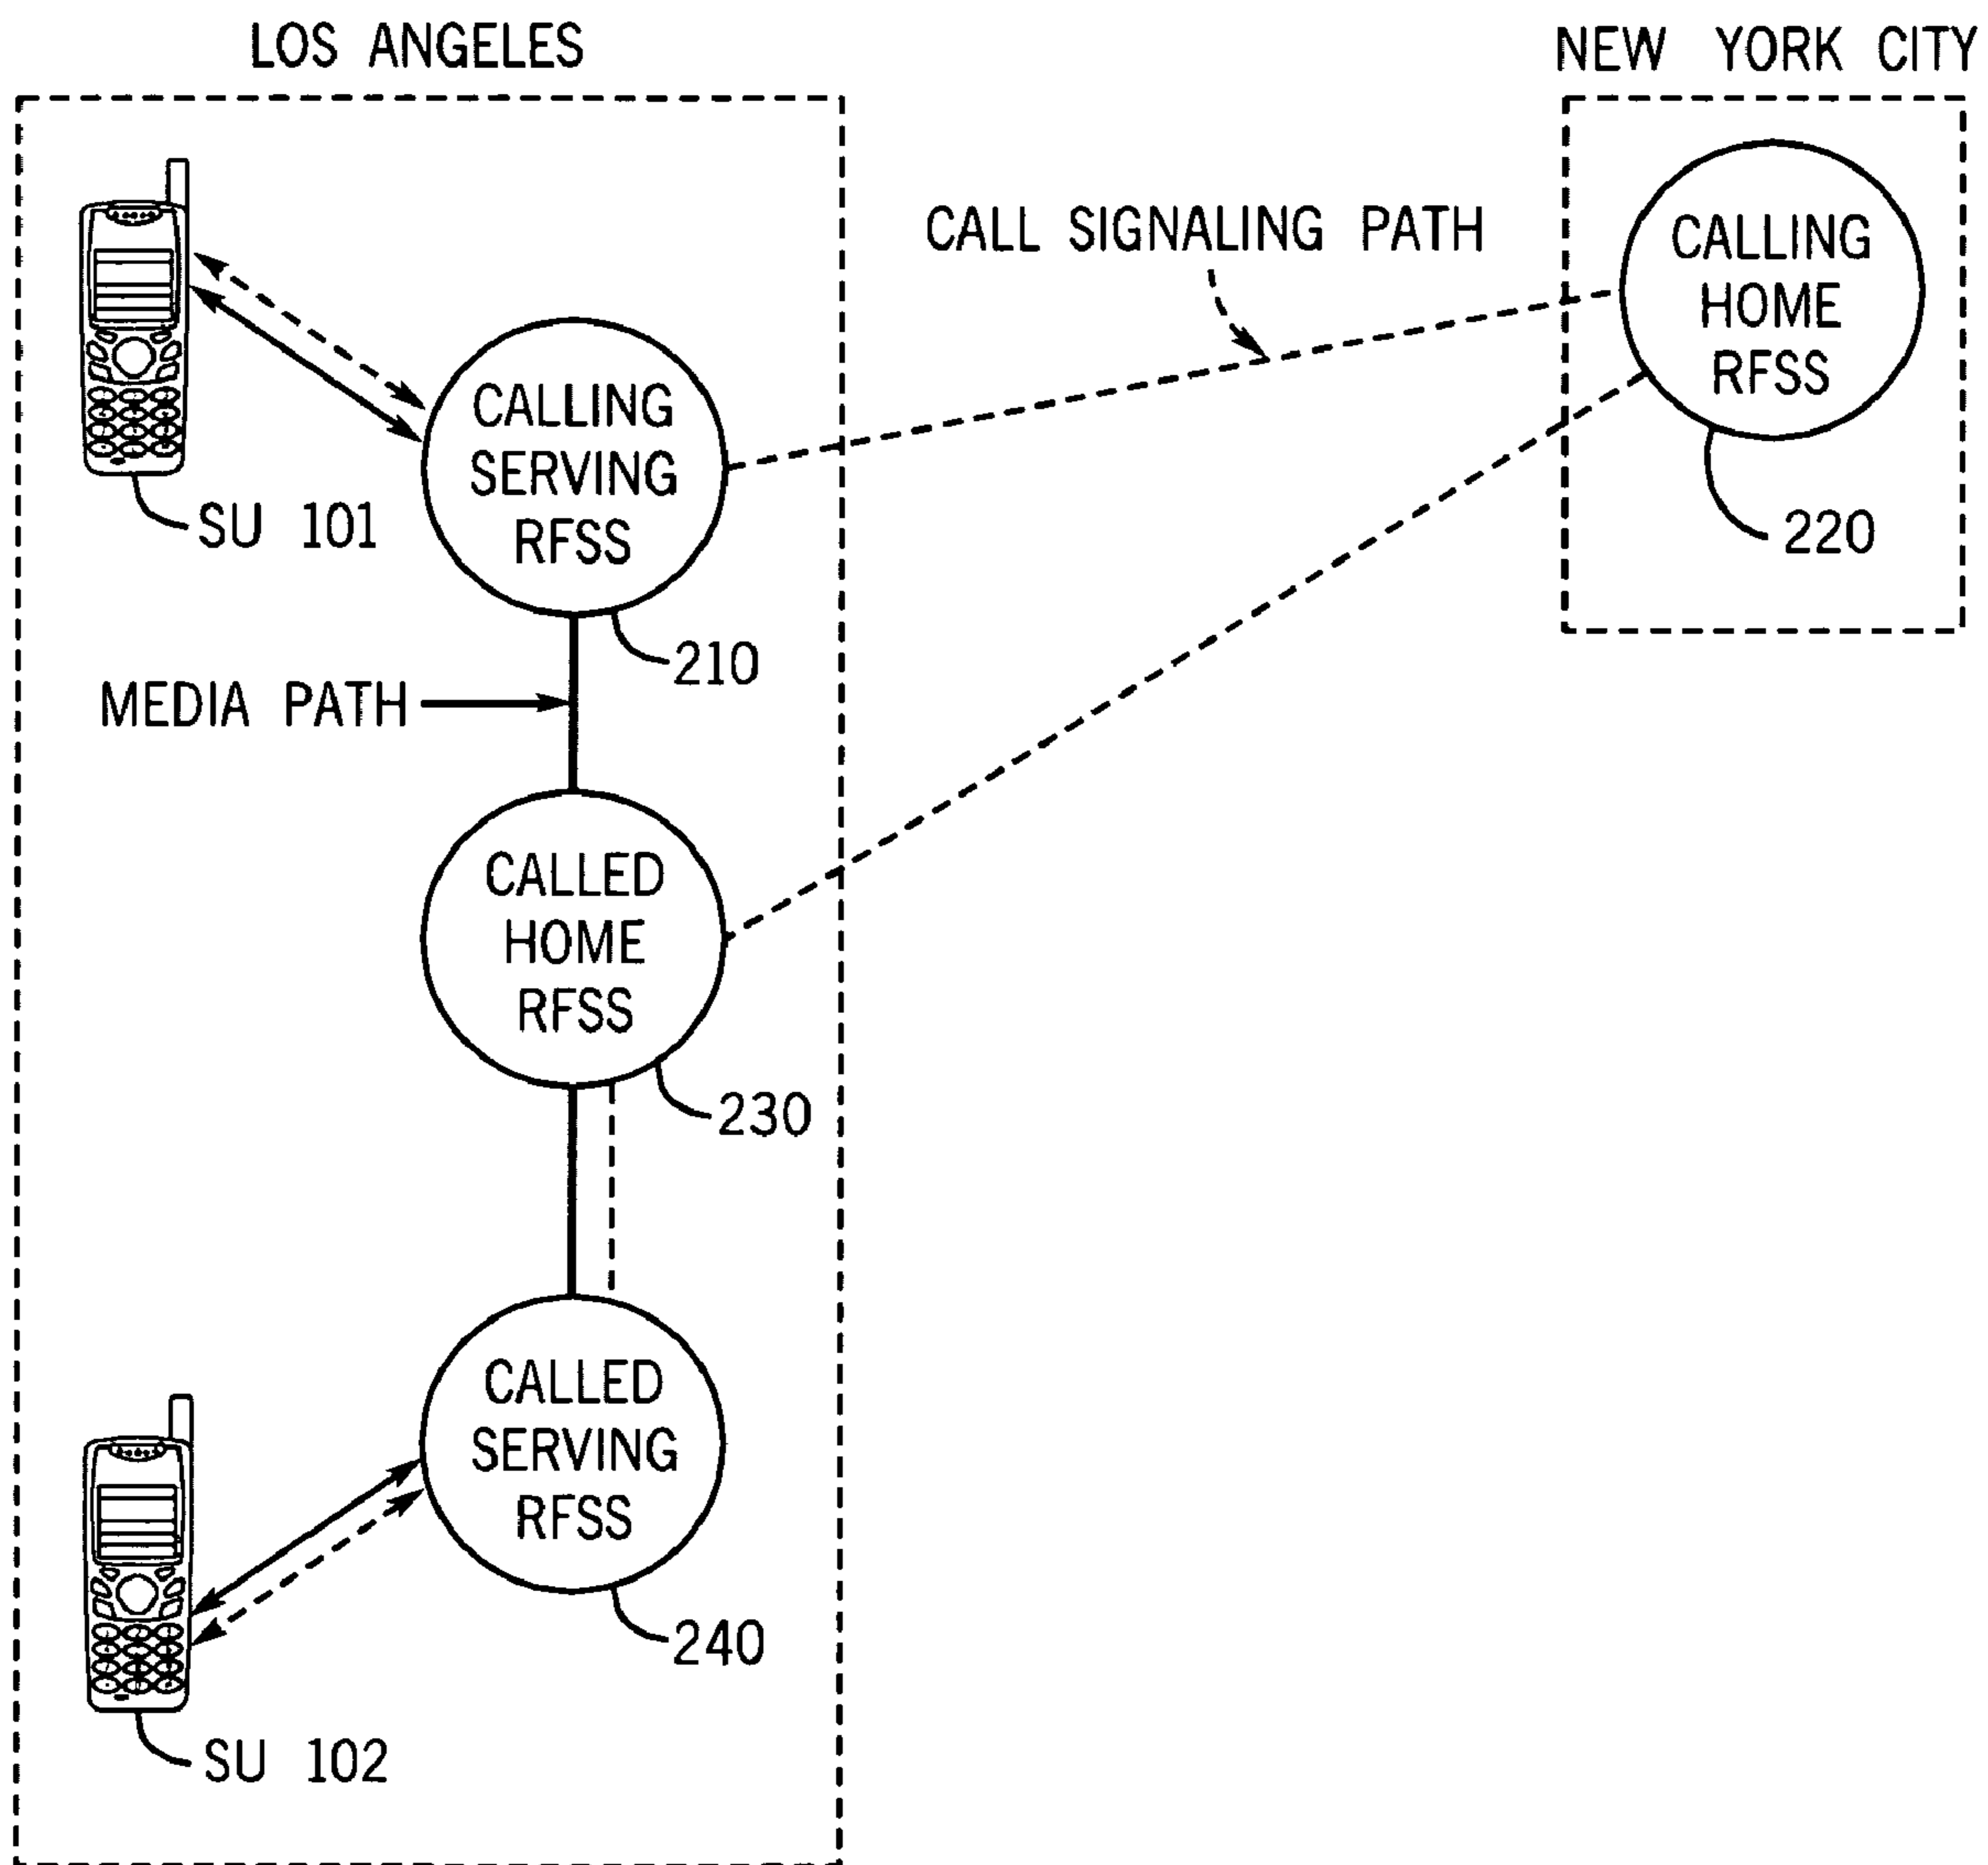 LOS ANGELES
NEW YORK CITY
CALL SIGNALING PATH
CALLING
HOME
RFSS
220
CALLING
SERVING
RFSS
SU 101
210
MEDIA PATH
CALLED
HOME
RFSS
230
CALLED
SERVING
RFSS
240
SU 102